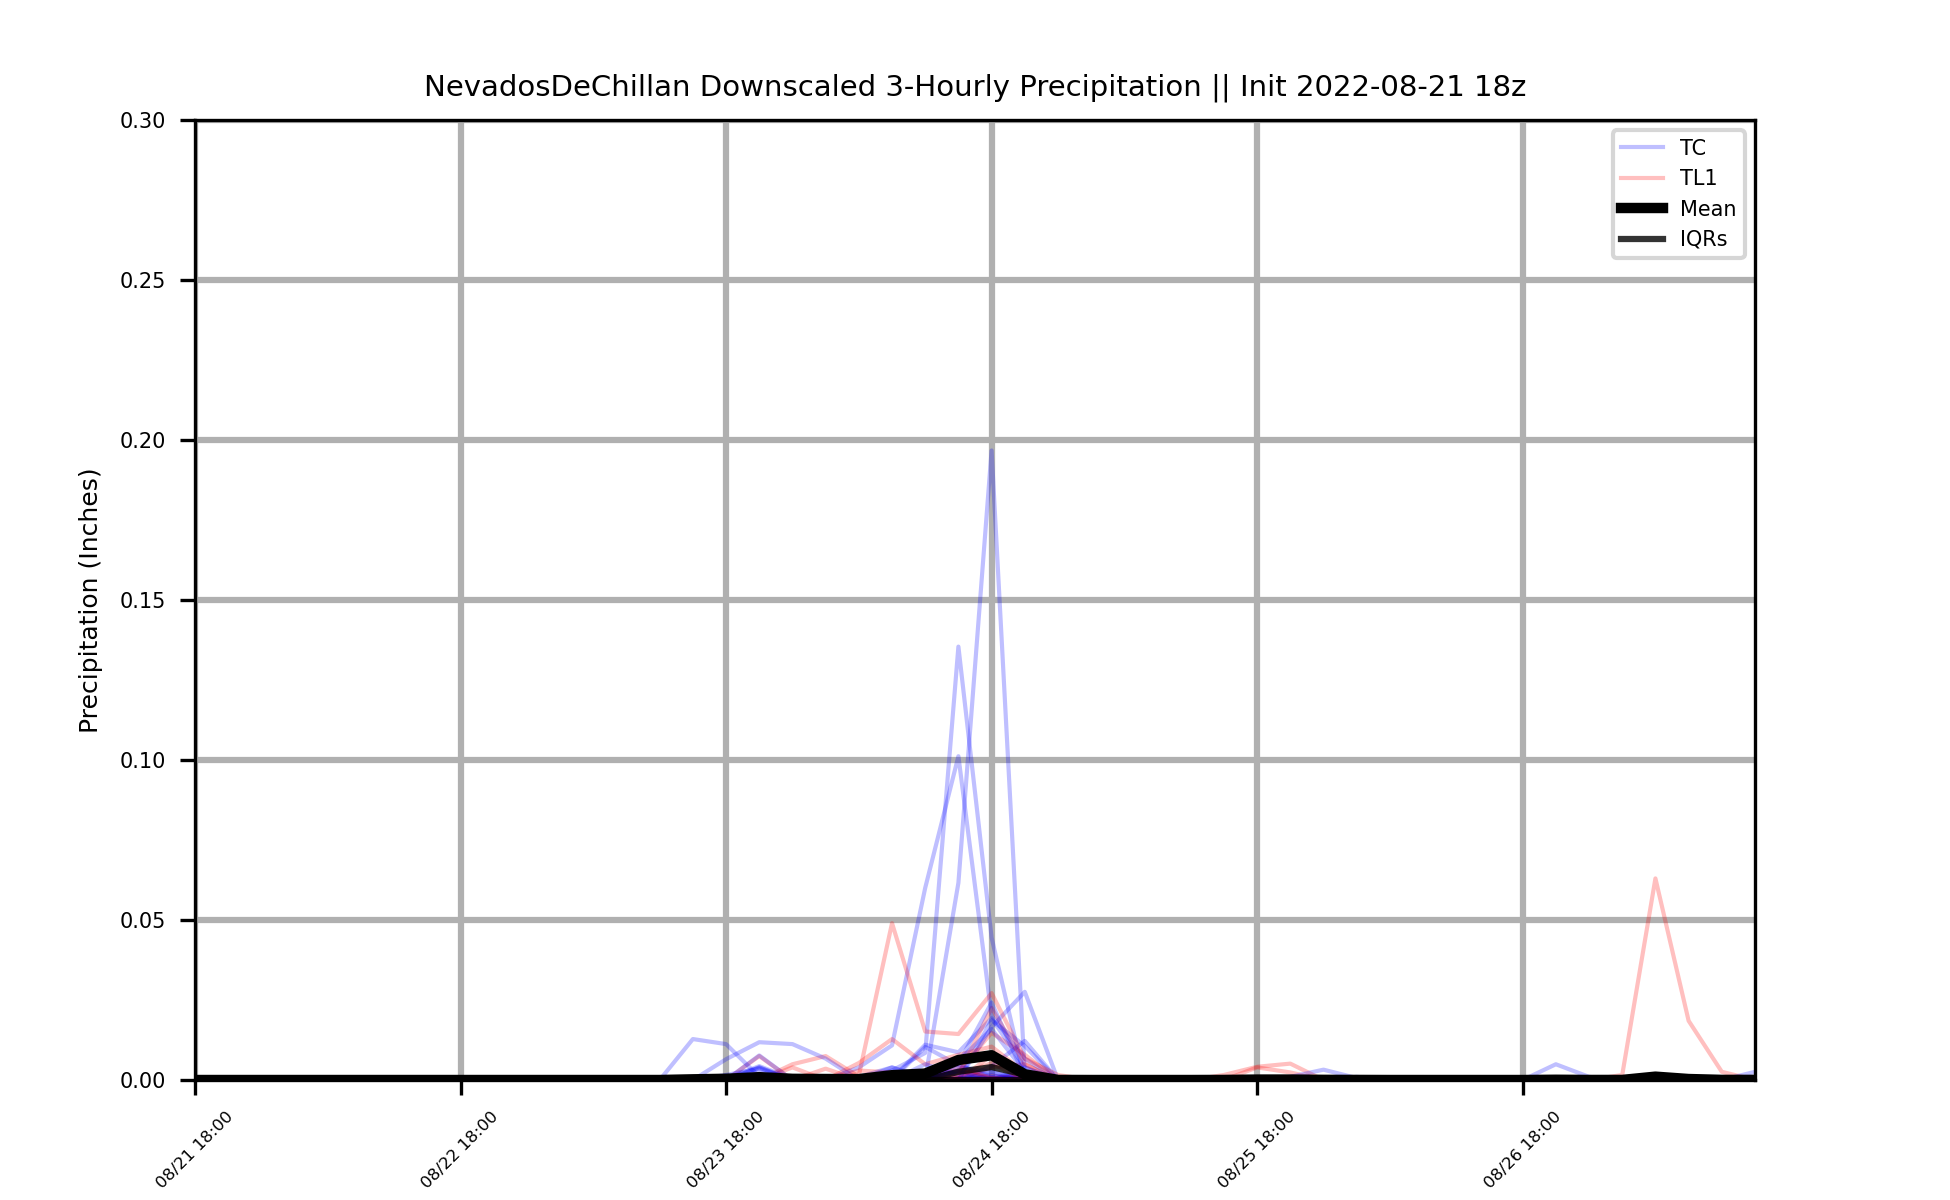 NevadosDeChillan Downscaled 3-Hourly Precipitation || Init 2022-08-21 18z
TC
TL1
Mean
IQRs
Precipitation (Inches)
0.30
0.25
0.20
0.15
0.10
0.05
0.00
08/21 18:00
08/22 18:00
08/23 18:00
08/24 18:00
08/25 18:00
08/26 18:00